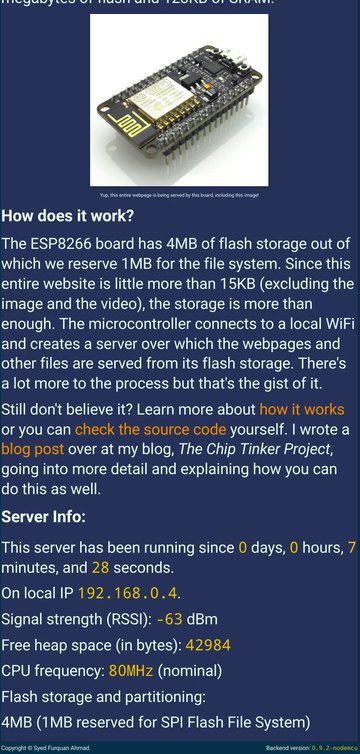 megabytes of flash and 128KB of SRAM.
Yup, this entire webpage is being served by this board, including this image!
How does it work?
The ESP8266 board has 4MB of flash storage out of
which we reserve 1MB for the file system. Since this
entire website is little more than 15KB (excluding the
image and the video), the storage is more than
enough. The microcontroller connects to a local WiFi
and creates a server over which the webpages and
other files are served from its flash storage. There's
a lot more to the process but that's the gist of it.
Still don't believe it? Learn more about how it works
or you can check the source code yourself. I wrote a
blog post over at my blog, The Chip Tinker Project,
going into more detail and explaining how you can
do this as well.
Server Info:
This server has been running since 0 days, 0 hours, 7
minutes, and 28 seconds.
On local IP 192.168.0.4.
Signal strength (RSSI): -63 dBm
Free heap space (in bytes): 42984
CPU frequency: 80MHz (nominal)
Flash storage and partitioning:
4MB (1MB reserved for SPI Flash File System)
Copyright © Syed Furquan Ahmad. Backend version: 0.9.2-nodemcu